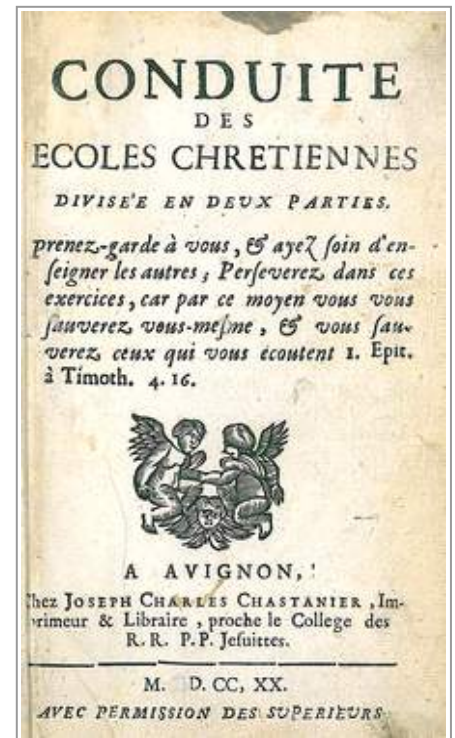 CONDUITE
DES
ECOLES CHRETIENNES
DIVISE'E EN DEUX PARTIES.
prenez-garde à vous, & ayez ſoin d'en-
ſeigner les autres ; Perſeverez dans ces
exercices, car par ce moyen vous vous
ſauverez vous-meſme, & vous ſau-
verez ceux qui vous écoutent 1. Epit.
à Timoth. 4. 16.
A AVIGNON,
Chez JOSEPH CHARLES CHASTANIER, Im-
primeur & Libraire, proche le College des
R. R. P.P. Jeſuittes.
M. D. CC, XX.
AVEC PERMISSION DES SUPERIEURS